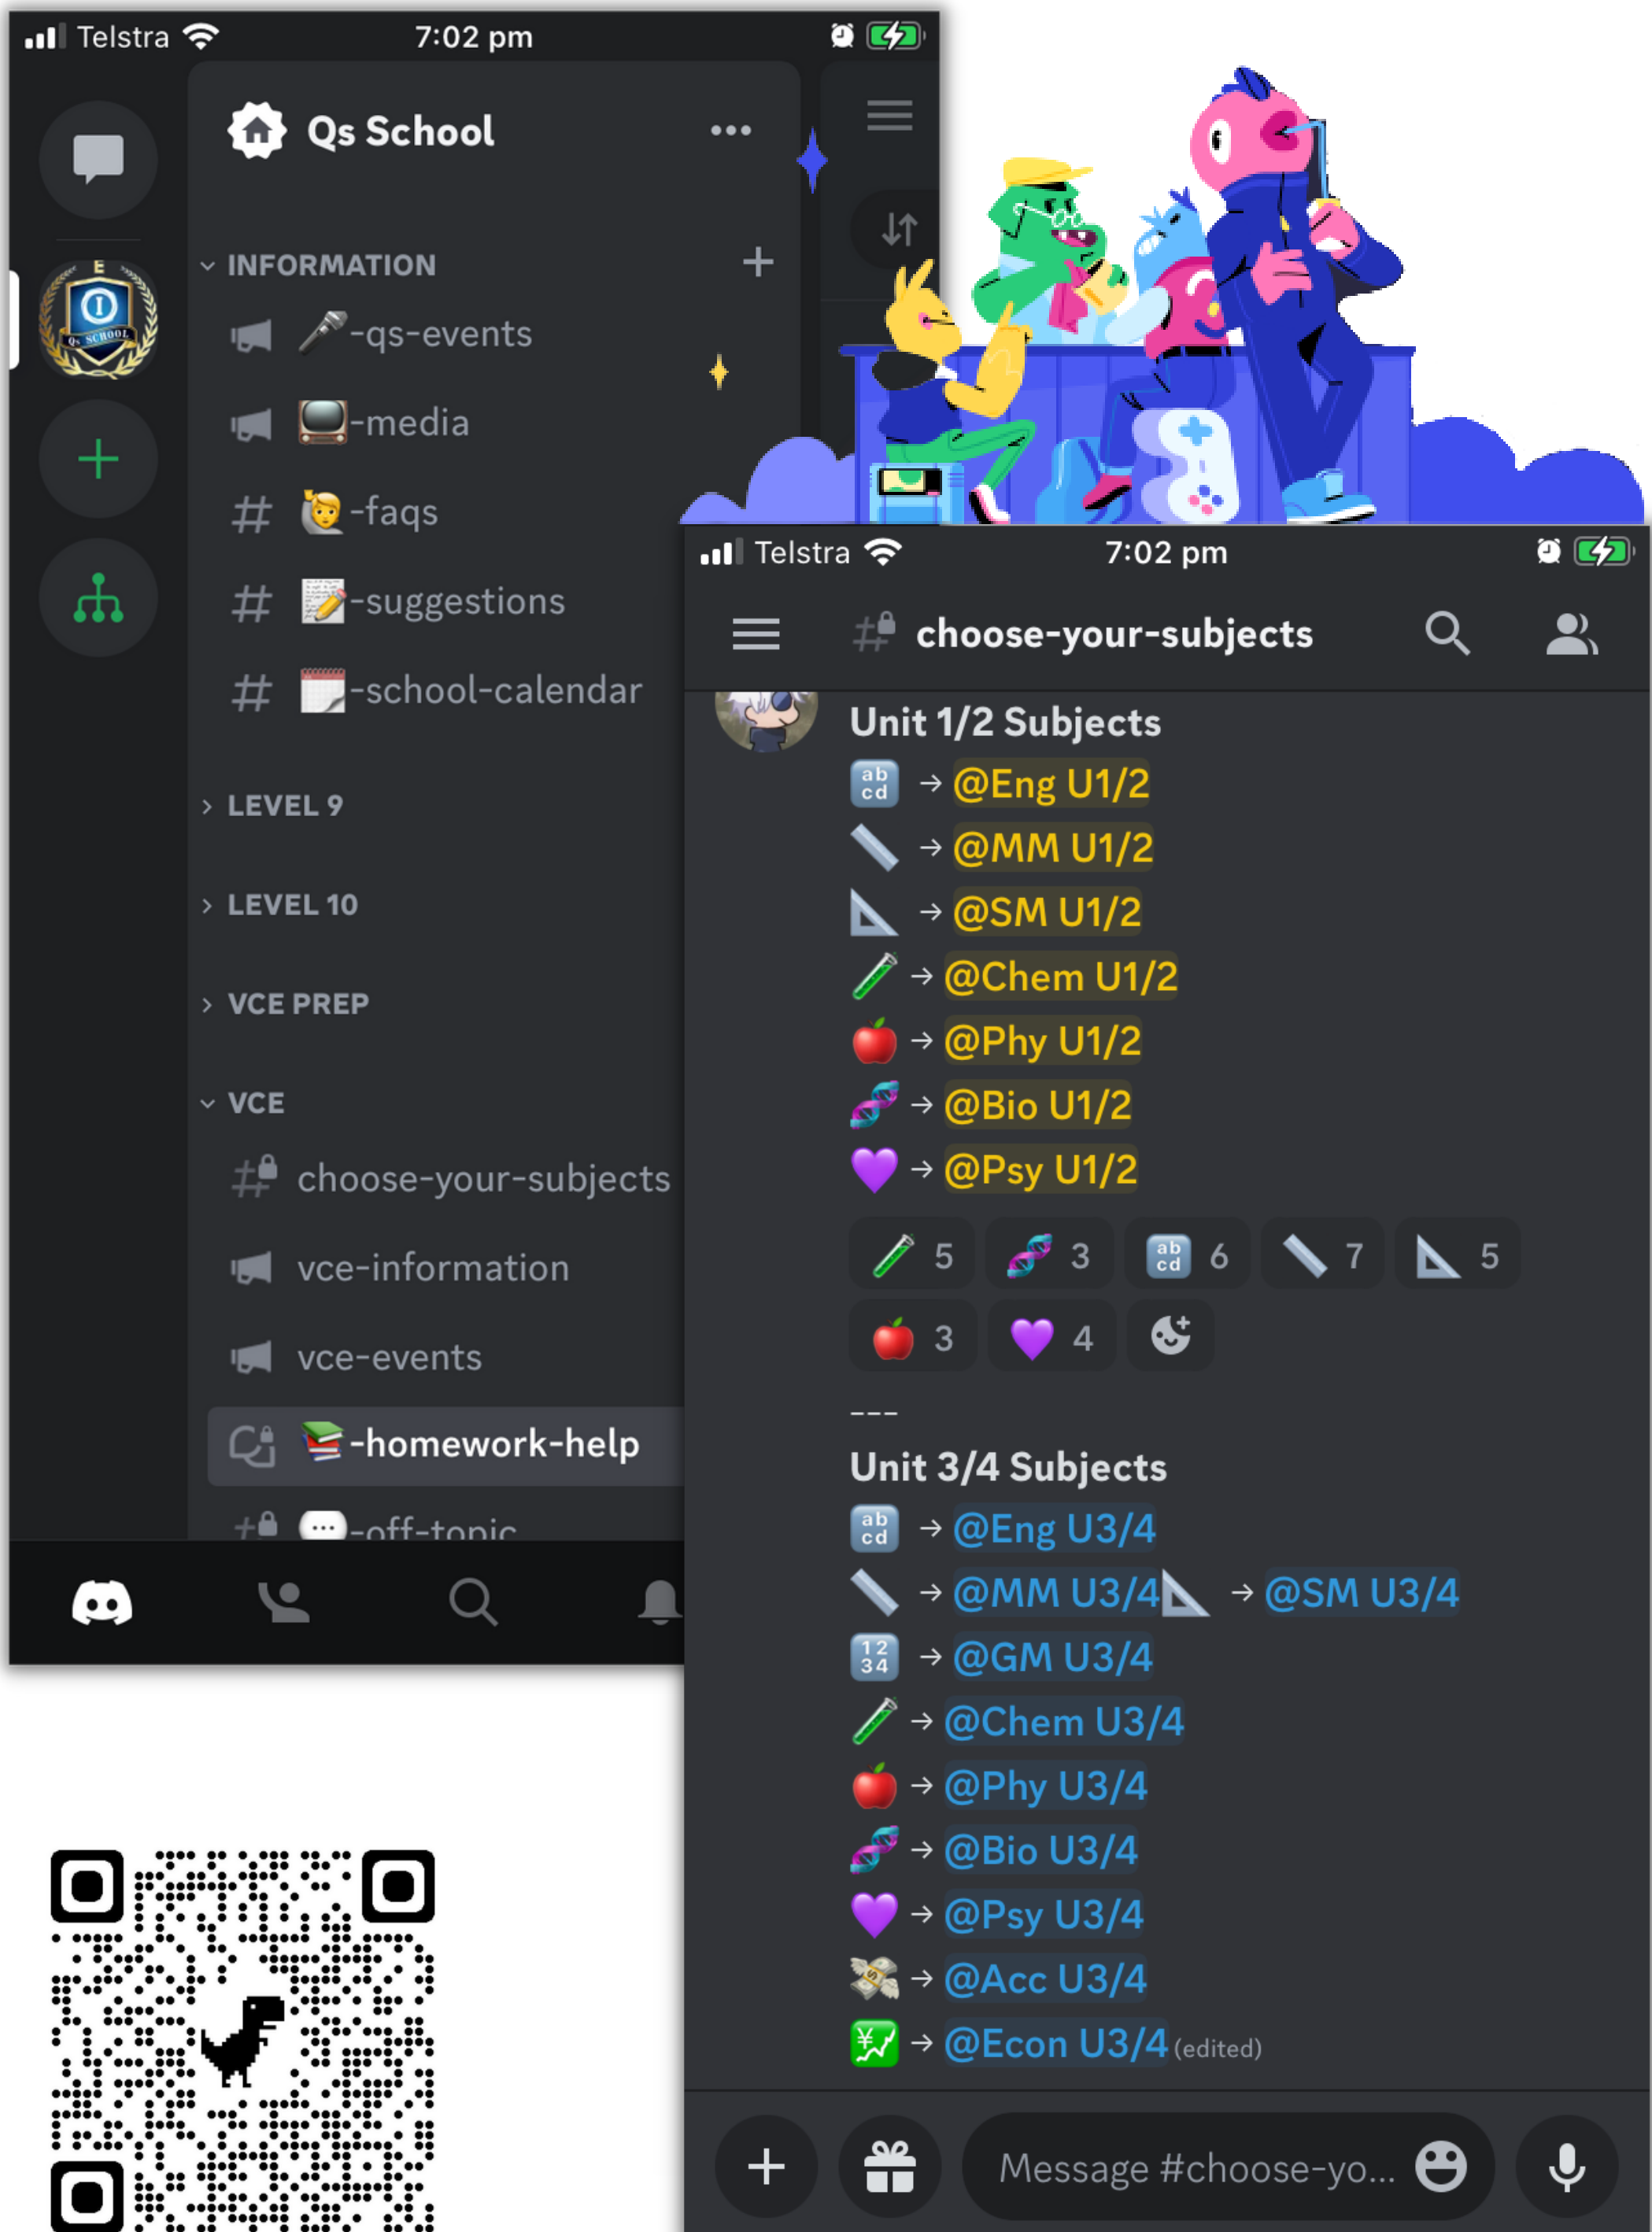 Telstra 7:02 pm
Qs School
E
I
Qs SCHOOL
INFORMATION
-qs-events
-media
-faqs
-suggestions
-school-calendar
LEVEL 9
LEVEL 10
VCE PREP
VCE
choose-your-subjects
vce-information
vce-events
-homework-help
-off-topic
Telstra 7:02 pm
choose-your-subjects
Unit 1/2 Subjects
→ @Eng U1/2
→ @MM U1/2
→ @SM U1/2
→ @Chem U1/2
→ @Phy U1/2
→ @Bio U1/2
→ @Psy U1/2
5 3 6 7 5
3 4
---
Unit 3/4 Subjects
→ @Eng U3/4
→ @MM U3/4 → @SM U3/4
→ @GM U3/4
→ @Chem U3/4
→ @Phy U3/4
→ @Bio U3/4
→ @Psy U3/4
→ @Acc U3/4
→ @Econ U3/4 (edited)
Message #choose-yo...